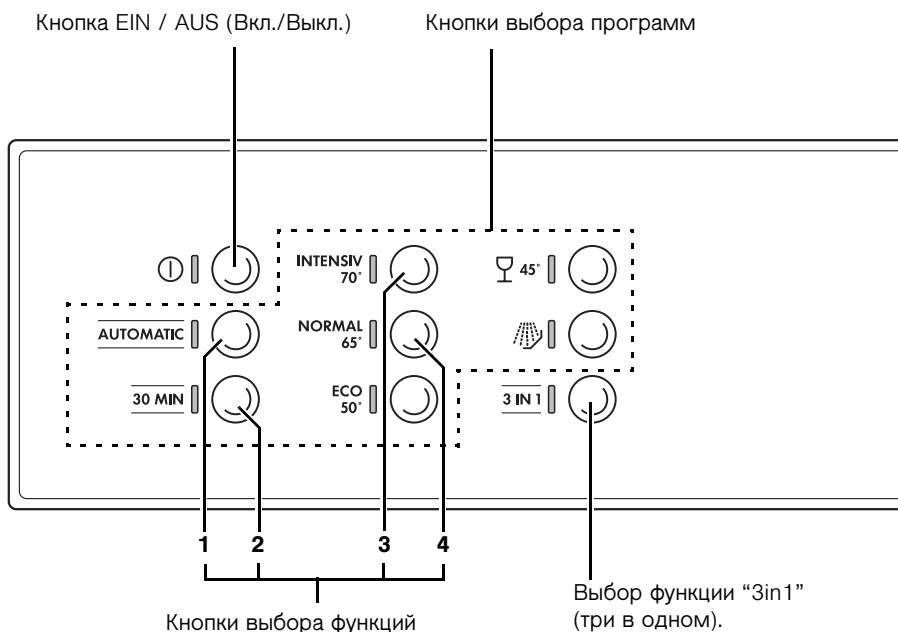 Кнопка EIN / AUS (Вкл./Выкл.)
Кнопки выбора программ
INTENSIV
70°
45°
AUTOMATIC
NORMAL
65°
30 MIN
ECO
50°
3 IN 1
1 2 3 4
Кнопки выбора функций
Выбор функции “3in1”
(три в одном).